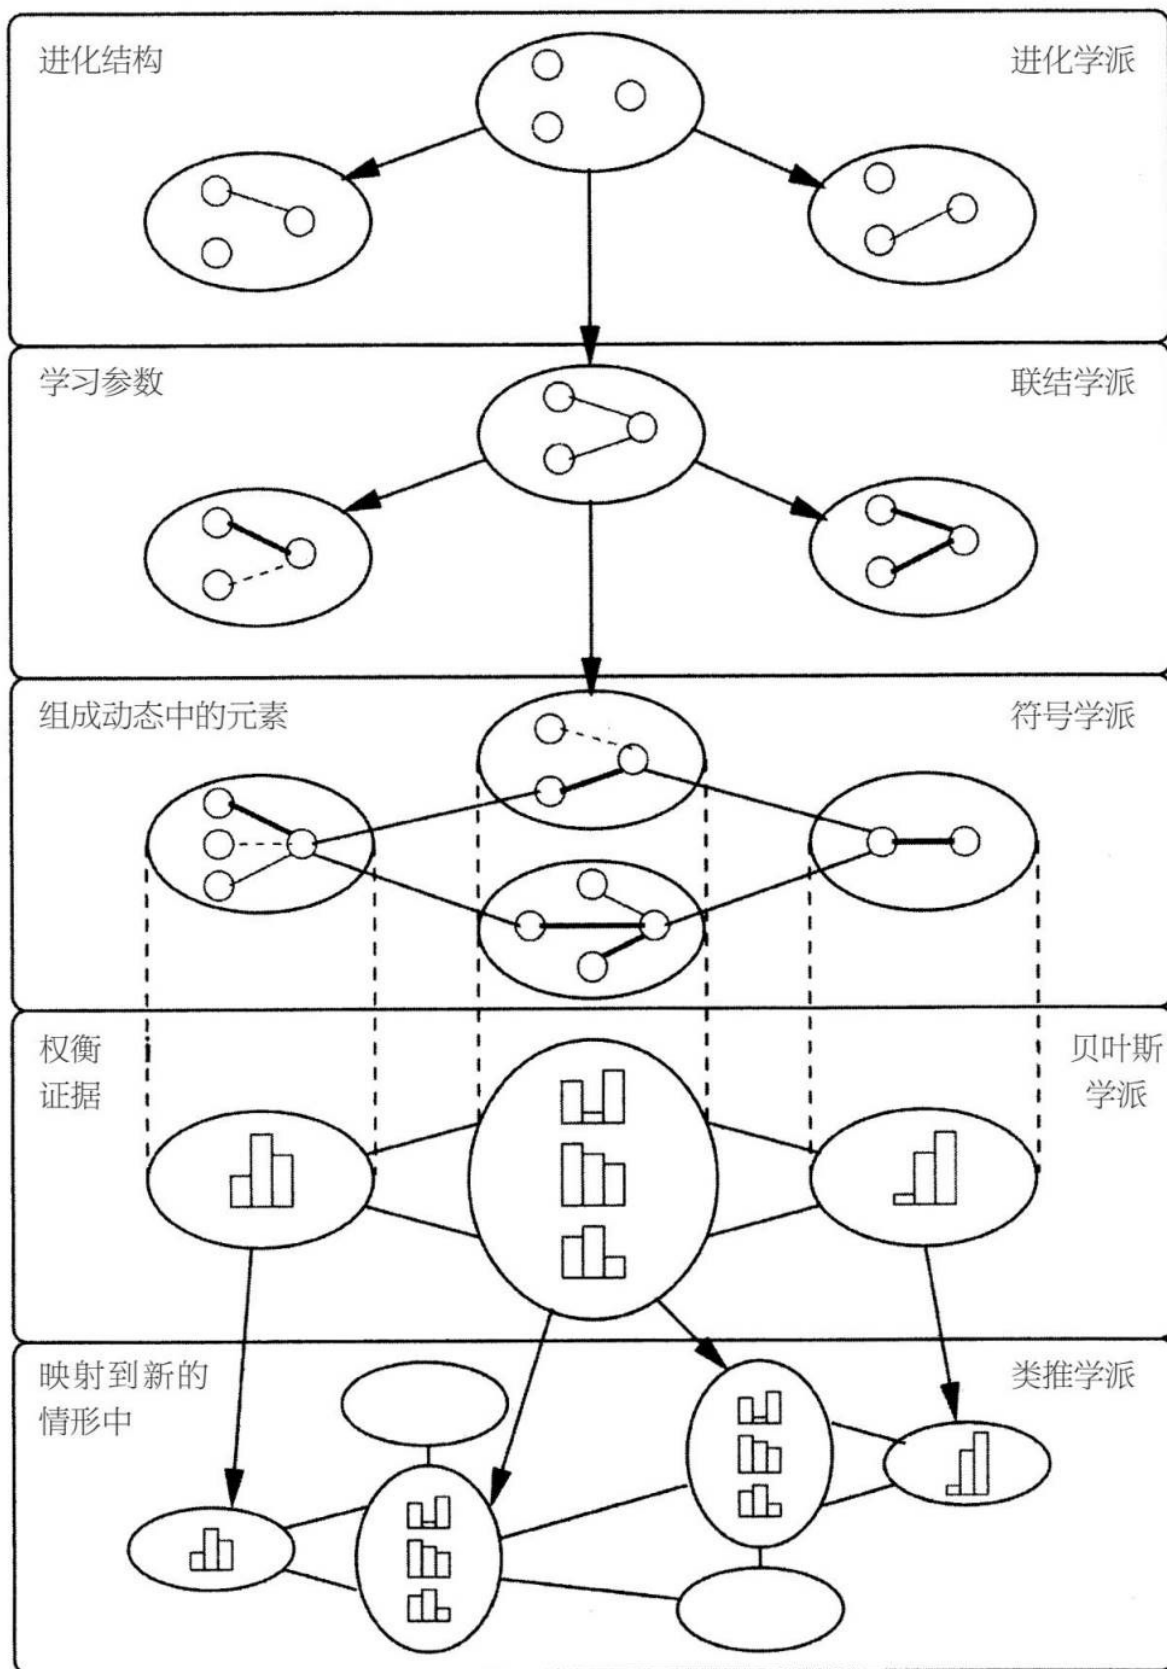 进化结构
进化学派
学习参数
联结学派
组成动态中的元素
符号学派
权衡
证据
贝叶斯
学派
映射到新的
情形中
类推学派